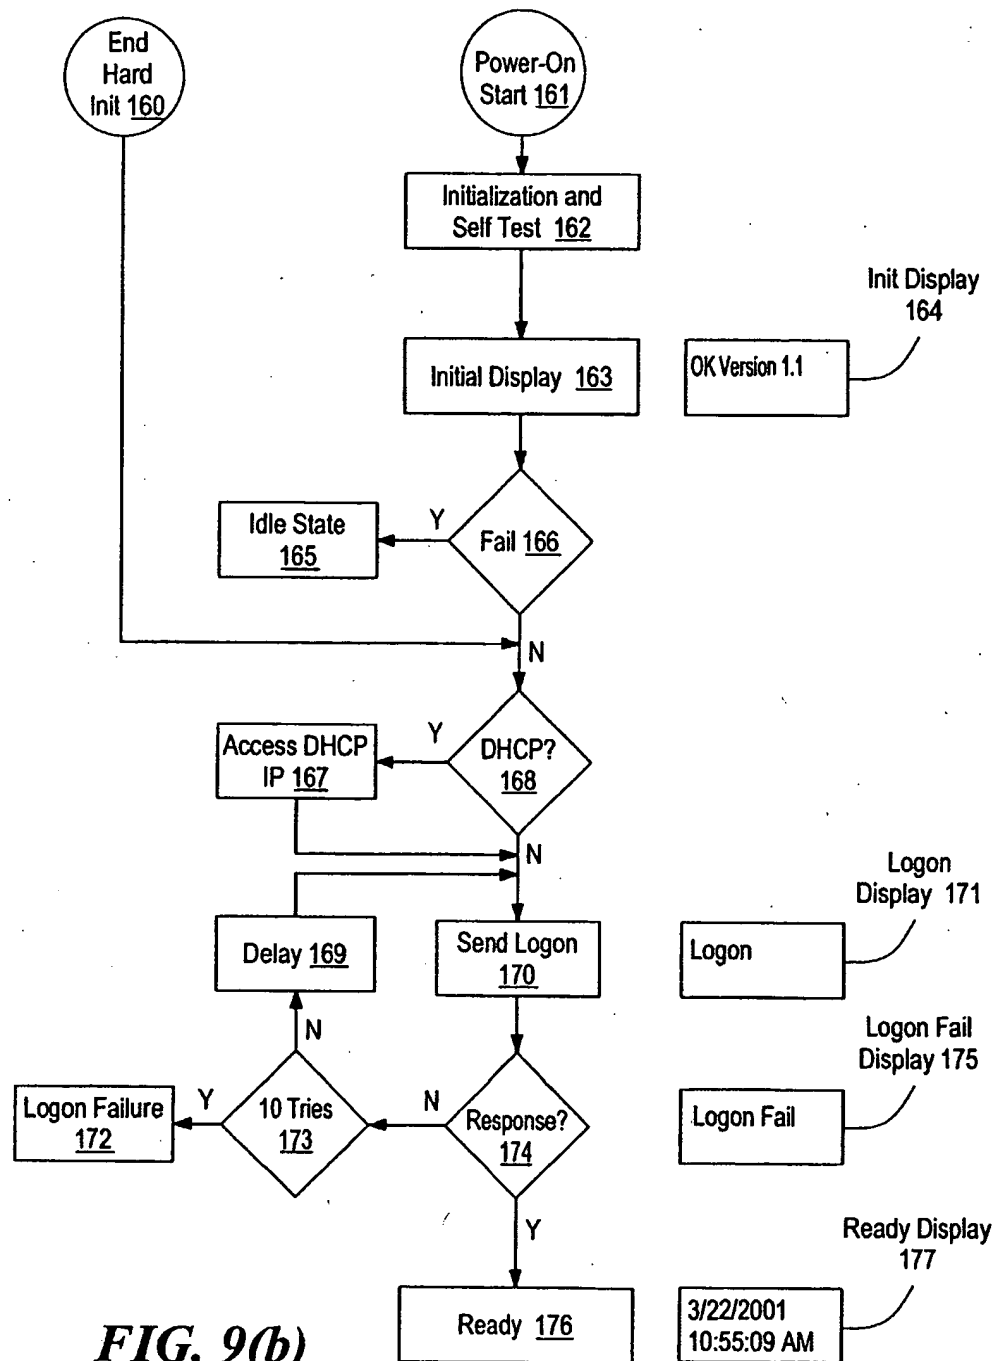 End
Hard
Init 160
Power-On
Start 161
Initialization and
Self Test 162
Init Display
164
Initial Display 163
OK Version 1.1
Idle State
165
Y
Fail 166
N
Access DHCP
IP 167
Y
DHCP?
168
N
Logon
Display 171
Delay 169
Send Logon
170
Logon
N
Logon Fail
Display 175
Logon Failure
172
Y
10 Tries
173
N
Response?
174
Logon Fail
Y
Ready Display
177
Ready 176
3/22/2001
10:55:09 AM
FIG. 9(b)